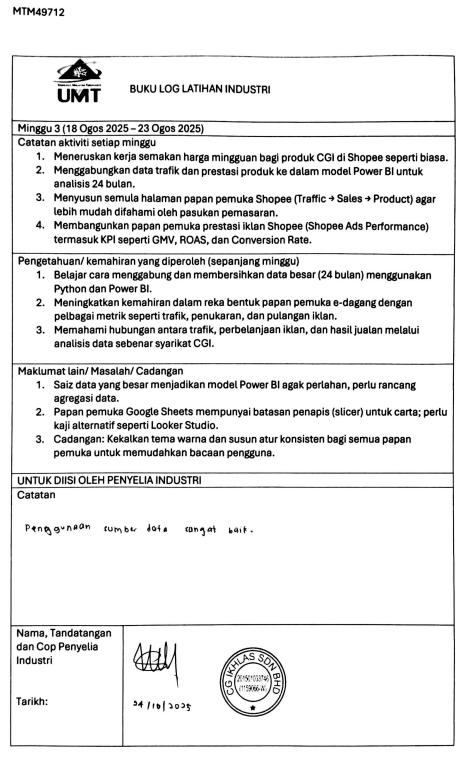 MTM49712
UMT
BUKU LOG LATIHAN INDUSTRI
Minggu 3 (18 Ogos 2025 – 23 Ogos 2025)
Catatan aktiviti setiap minggu
1. Meneruskan kerja semakan harga mingguan bagi produk CGI di Shopee seperti biasa.
2. Menggabungkan data trafik dan prestasi produk ke dalam model Power BI untuk
analisis 24 bulan.
3. Menyusun semula halaman papan pemuka Shopee (Traffic → Sales → Product) agar
lebih mudah difahami oleh pasukan pemasaran.
4. Membangunkan papan pemuka prestasi iklan Shopee (Shopee Ads Performance)
termasuk KPI seperti GMV, ROAS, dan Conversion Rate.
Pengetahuan/ kemahiran yang diperoleh (sepanjang minggu)
1. Belajar cara menggabung dan membersihkan data besar (24 bulan) menggunakan
Python dan Power BI.
2. Meningkatkan kemahiran dalam reka bentuk papan pemuka e-dagang dengan
pelbagai metrik seperti trafik, penukaran, dan pulangan iklan.
3. Memahami hubungan antara trafik, perbelanjaan iklan, dan hasil jualan melalui
analisis data sebenar syarikat CGI.
Maklumat lain/ Masalah/ Cadangan
1. Saiz data yang besar menjadikan model Power BI agak perlahan, perlu rancang
agregasi data.
2. Papan pemuka Google Sheets mempunyai batasan penapis (slicer) untuk carta; perlu
kaji alternatif seperti Looker Studio.
3. Cadangan: Kekalkan tema warna dan susun atur konsisten bagi semua papan
pemuka untuk memudahkan bacaan pengguna.
UNTUK DIISI OLEH PENYELIA INDUSTRI
Catatan
Penggunaan sumber data sangat baik.
Nama, Tandatangan
dan Cop Penyelia
Industri
CG IKHLAS SDN BHD
(1159066-W)
Tarikh:
24/10/2025